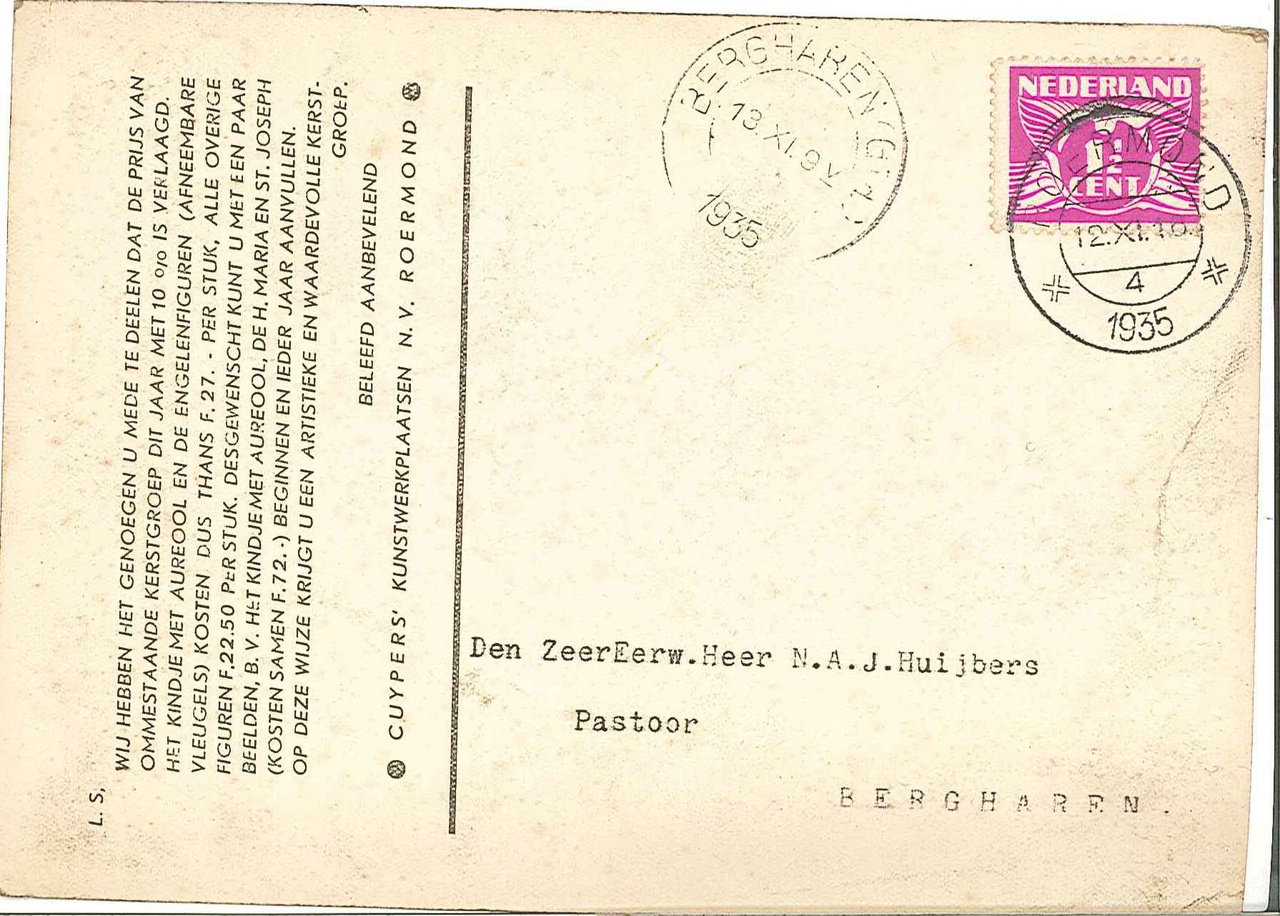 L. S,
WIJ HEBBEN HET GENOEGEN U MEDE TE DEELEN DAT DE PRIJS VAN
OMMESTAANDE KERSTGROEP DIT JAAR MET 10 % IS VERLAAGD.
HET KINDJE MET AUREOOL EN DE ENGELENFIGUREN (AFNEEMBARE
VLEUGELS) KOSTEN DUS THANS F. 27. - PER STUK, ALLE OVERIGE
FIGUREN F.22.50 PER STUK. DESGEWENSCHT KUNT U MET EEN PAAR
BEELDEN, B. V. HET KINDJE MET AUREOOL, DE H. MARIA EN ST. JOSEPH
(KOSTEN SAMEN F.72.-) BEGINNEN EN IEDER JAAR AANVULLEN.
OP DEZE WIJZE KRIJGT U EEN ARTISTIEKE EN WAARDEVOLLE KERST-
GROEP.
BELEEFD AANBEVELEND
CUYPERS' KUNSTWERKPLAATSEN N. V. ROERMOND
BERGHAREN (Gld)
13.XI.9V
1935
NEDERLAND
1½
CENT
ROERMOND
12.XI.
4
1935
Den ZeerEerw.Heer N.A.J.Huijbers
Pastoor
BERGHAREN.